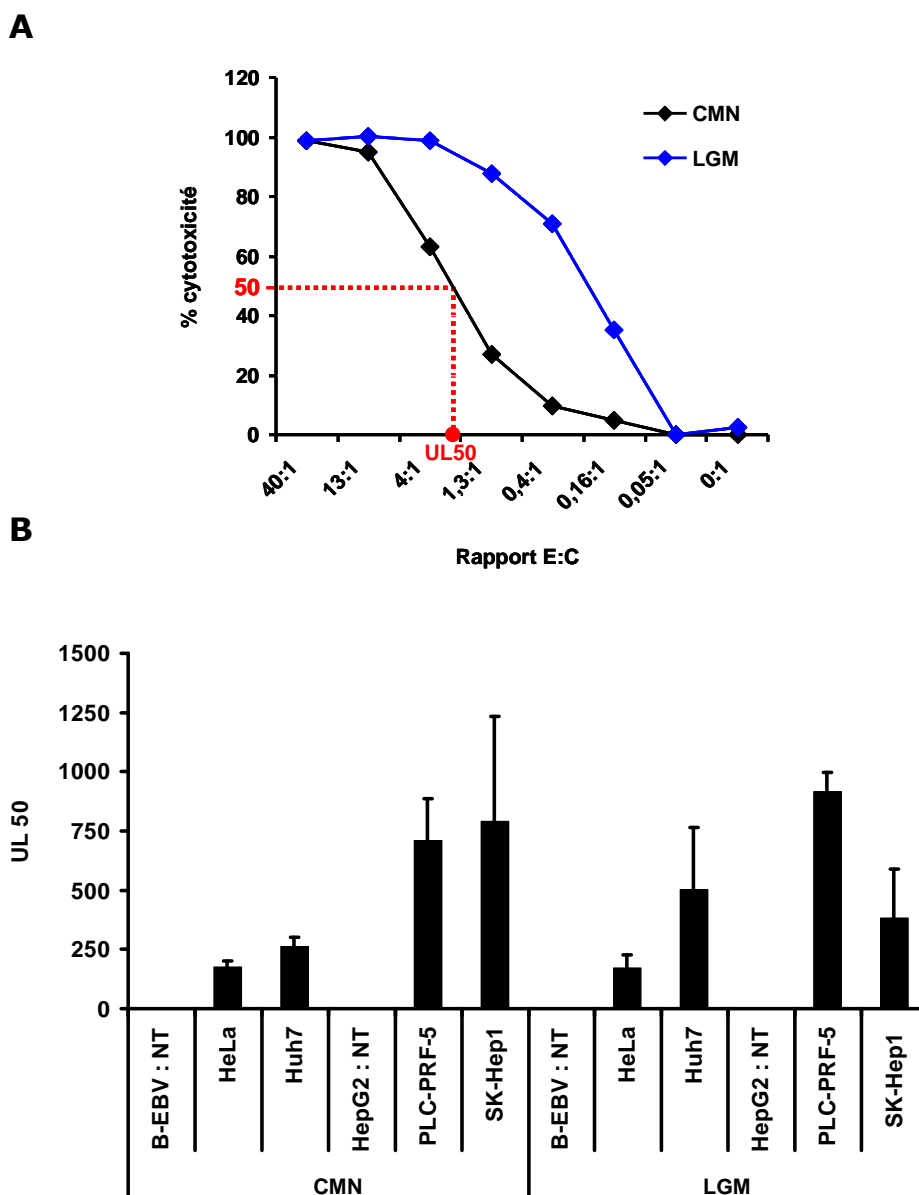 A
120
100
80
60
50
40
20
0
% cytotoxicité
CMN
LGM
UL50
40:1
13:1
4:1
1,3:1
0,4:1
0,16:1
0,05:1
0:1
Rapport E:C
B
1500
1250
1000
750
500
250
0
UL 50
B-EBV : NT
HeLa
Huh7
HepG2 : NT
PLC-PRF-5
SK-Hep1
B-EBV : NT
HeLa
Huh7
HepG2 : NT
PLC-PRF-5
SK-Hep1
CMN
LGM